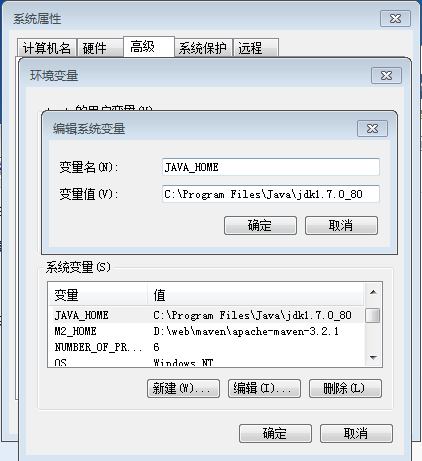 系统属性
计算机名 硬件 高级 系统保护 远程
环境变量
的用户变量(U)
编辑系统变量
变量名(N): JAVA_HOME
变量值(V): C:\Program Files\Java\jdk1.7.0_80
确定 取消
系统变量(S)
变量 值
JAVA_HOME C:\Program Files\Java\jdk1.7.0_80
M2_HOME D:\web\maven\apache-maven-3.2.1
NUMBER_OF_PR... 6
OS Windows_NT
新建(W)... 编辑(I)... 删除(L)
确定 取消